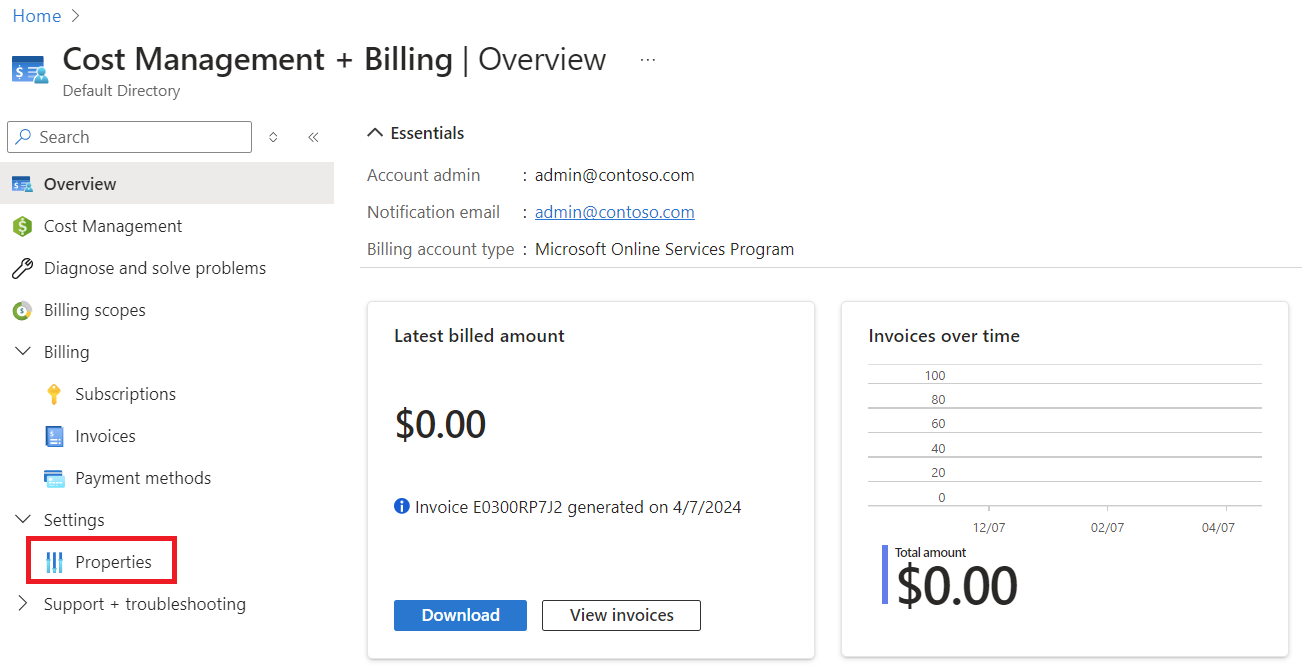 Home
Cost Management + Billing | Overview ...
Default Directory
Search
Overview
Cost Management
Diagnose and solve problems
Billing scopes
Billing
Subscriptions
Invoices
Payment methods
Settings
Properties
Support + troubleshooting
Essentials
Account admin : admin@contoso.com
Notification email : admin@contoso.com
Billing account type : Microsoft Online Services Program
Latest billed amount
$0.00
Invoice E0300RP7J2 generated on 4/7/2024
Download
View invoices
Invoices over time
100
80
60
40
20
0
12/07 02/07 04/07
Total amount
$0.00